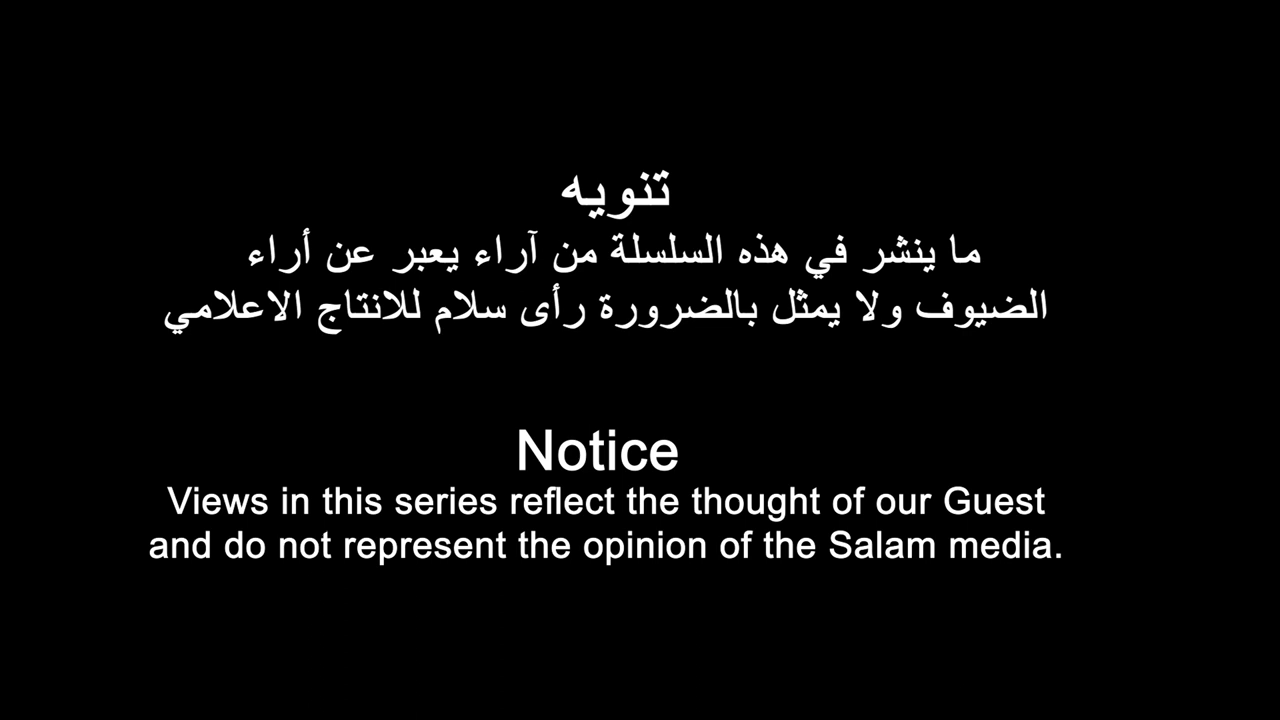 تنويه
ما ينشر في هذه السلسلة من آراء يعبر عن أراء
الضيوف ولا يمثل بالضرورة رأى سلام للانتاج الاعلامي
Notice
Views in this series reflect the thought of our Guest
and do not represent the opinion of the Salam media.